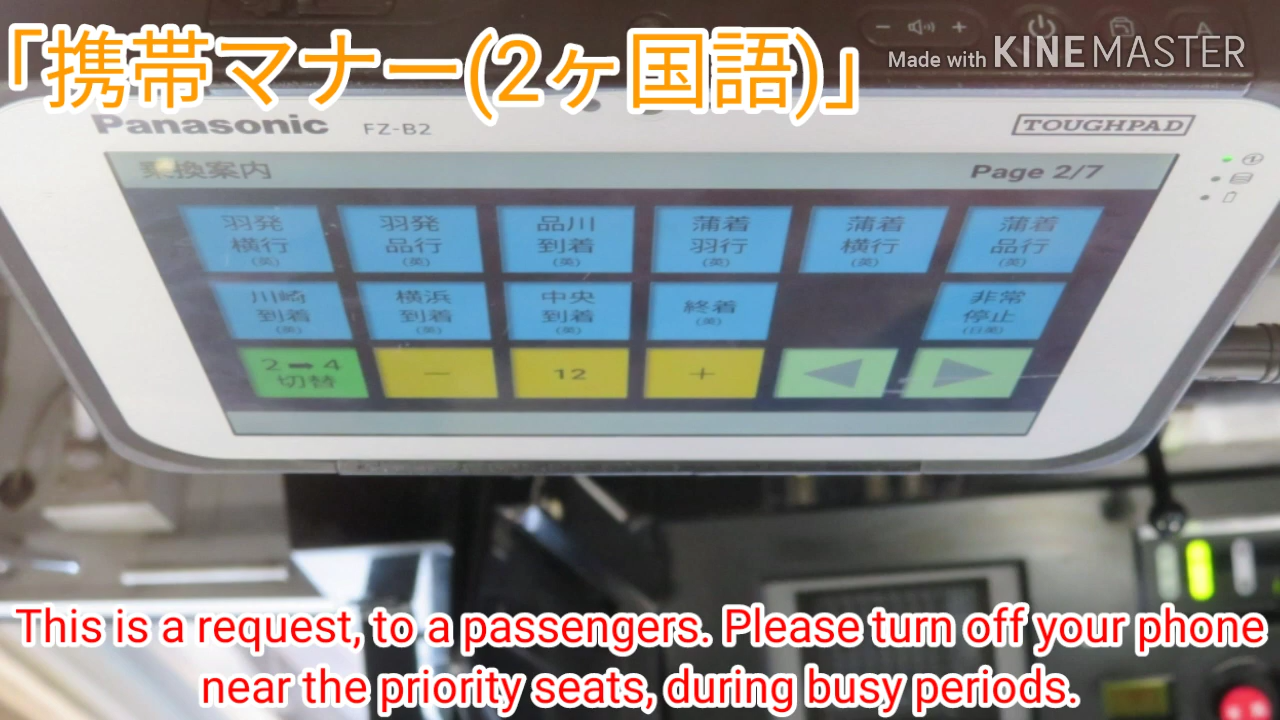 「携帯マナー(2ヶ国語)」
Made with KINEMASTER
Panasonic FZ-B2 TOUGHPAD
乗換案内 Page 2/7
羽発 羽発 品川 蒲着 蒲着 蒲着
横行 品行 到着 羽行 横行 品行
(英) (英) (英) (英) (英) (英)
川崎 横浜 中央 終着 非常
到着 到着 到着 (英) 停止
(英) (英) (英) (日英)
2➡4 − 12 + ◀ ▶
切替
This is a request, to a passengers. Please turn off your phone
near the priority seats, during busy periods.